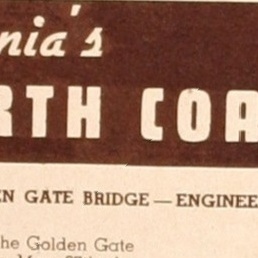 nia's
RTH COA
EN GATE BRIDGE — ENGINEE
he Golden Gate